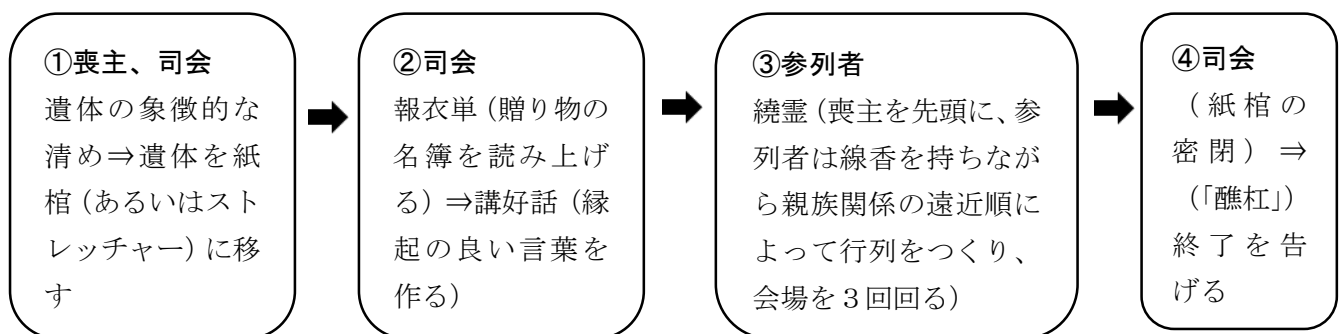 ①喪主、司会
遺体の象徴的な
清め⇒遺体を紙
棺（あるいはスト
レッチャー）に移
す
②司会
報衣単（贈り物の
名簿を読み上げ
る）⇒講好話（縁
起の良い言葉を
作る）
③参列者
繞霊（喪主を先頭に、参
列者は線香を持ちなが
ら親族関係の遠近順に
よって行列をつくり、
会場を３回回る）
④司会
（紙棺の
密閉）⇒
（「醮杠」）
終了を告
げる